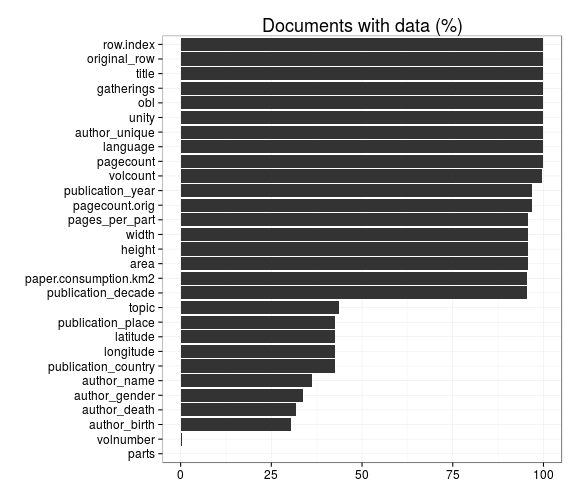 Documents with data (%)
row.index
original_row
title
gatherings
obl
unity
author_unique
language
pagecount
volcount
publication_year
pagecount.orig
pages_per_part
width
height
area
paper.consumption.km2
publication_decade
topic
publication_place
latitude
longitude
publication_country
author_name
author_gender
author_death
author_birth
volnumber
parts
0 25 50 75 100